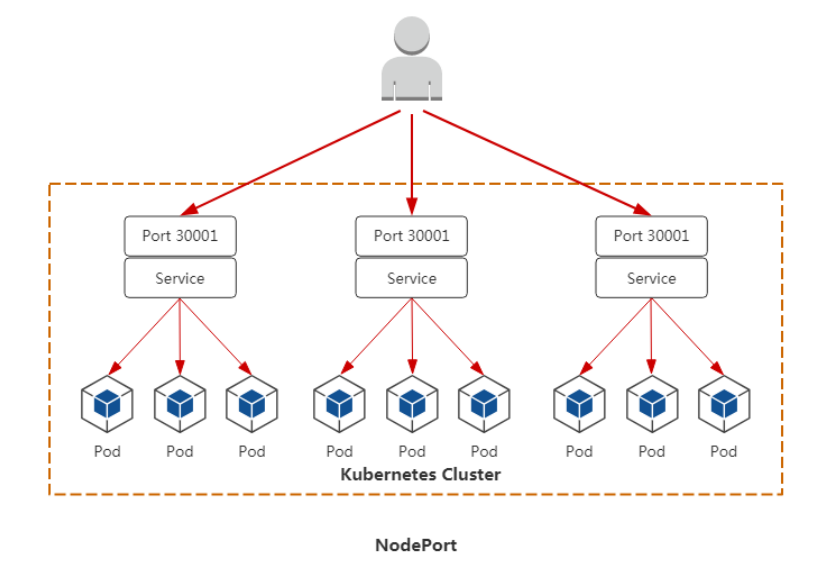 Port 30001 Port 30001 Port 30001
Service Service Service
Pod Pod Pod Pod Pod Pod Pod Pod Pod
Kubernetes Cluster
NodePort